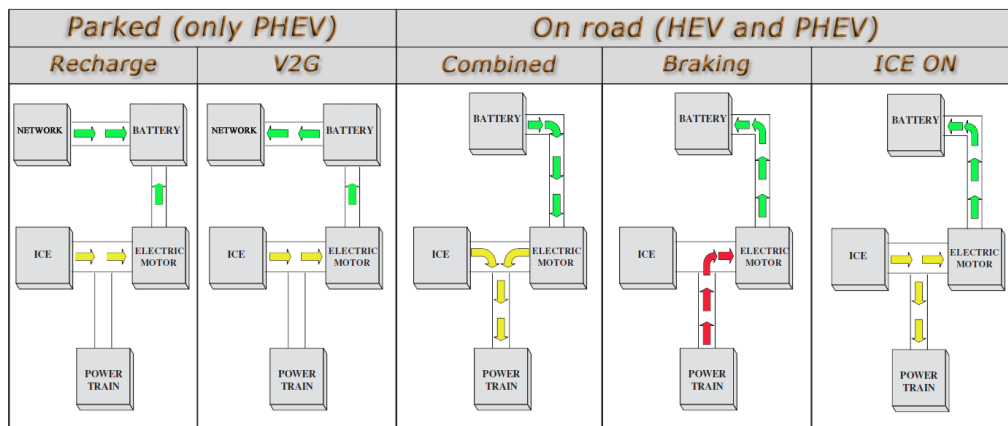 Parked (only PHEV)
On road (HEV and PHEV)
Recharge
V2G
Combined
Braking
ICE ON
NETWORK
BATTERY
ICE
ELECTRIC
MOTOR
POWER
TRAIN
NETWORK
BATTERY
ICE
ELECTRIC
MOTOR
POWER
TRAIN
BATTERY
ICE
ELECTRIC
MOTOR
POWER
TRAIN
BATTERY
ICE
ELECTRIC
MOTOR
POWER
TRAIN
BATTERY
ICE
ELECTRIC
MOTOR
POWER
TRAIN